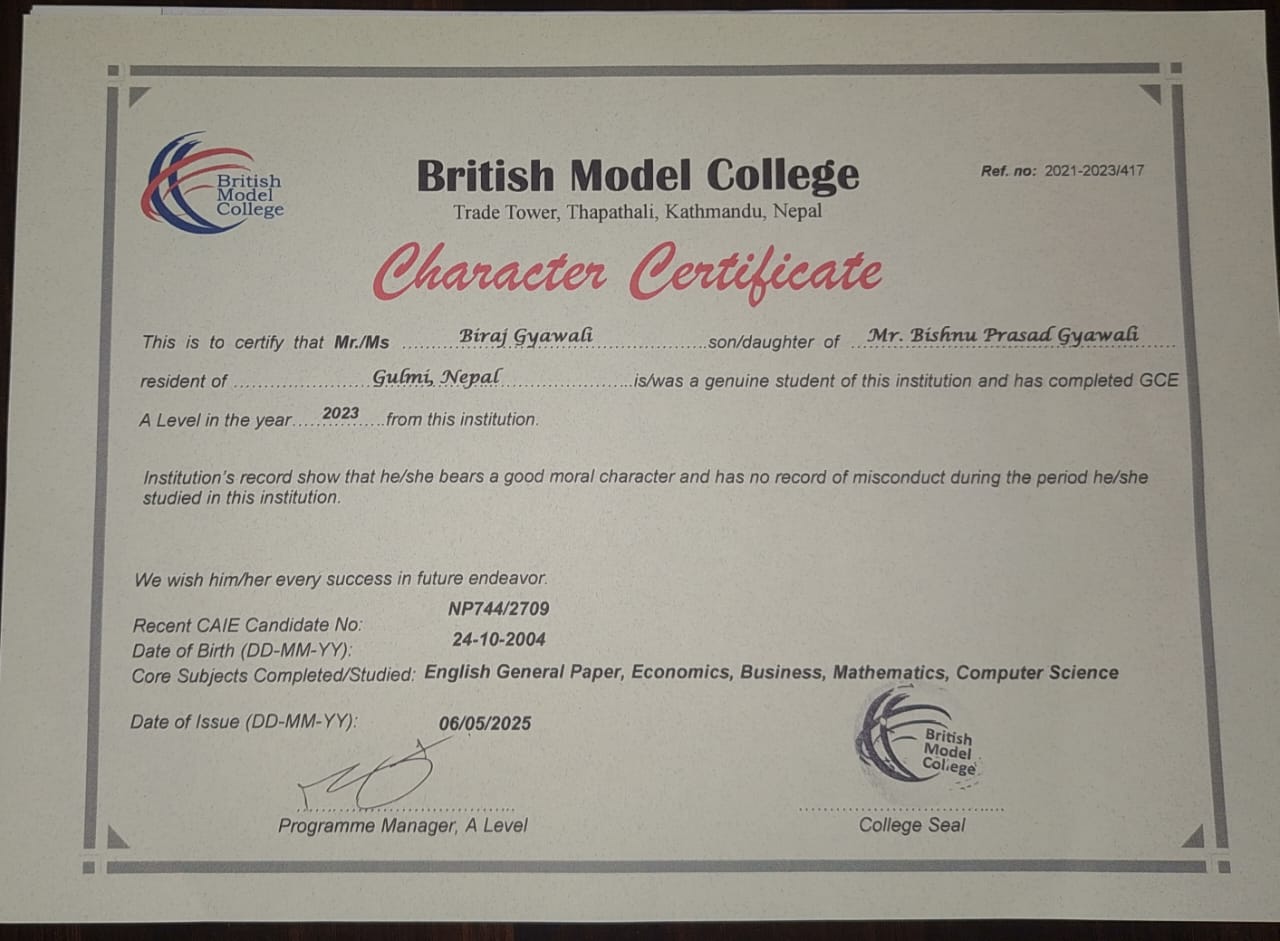 British
Model
College
British Model College
Ref. no: 2021-2023/417
Trade Tower, Thapathali, Kathmandu, Nepal
Character Certificate
This is to certify that Mr./Ms ........Biraj Gyawali........son/daughter of ..Mr. Bishnu Prasad Gyawali......
resident of ........Gulmi, Nepal........is/was a genuine student of this institution and has completed GCE
A Level in the year....2023....from this institution.
Institution's record show that he/she bears a good moral character and has no record of misconduct during the period he/she
studied in this institution.
We wish him/her every success in future endeavor.
Recent CAIE Candidate No: NP744/2709
Date of Birth (DD-MM-YY): 24-10-2004
Core Subjects Completed/Studied: English General Paper, Economics, Business, Mathematics, Computer Science
Date of Issue (DD-MM-YY): 06/05/2025
British
Model
College
Programme Manager, A Level
College Seal